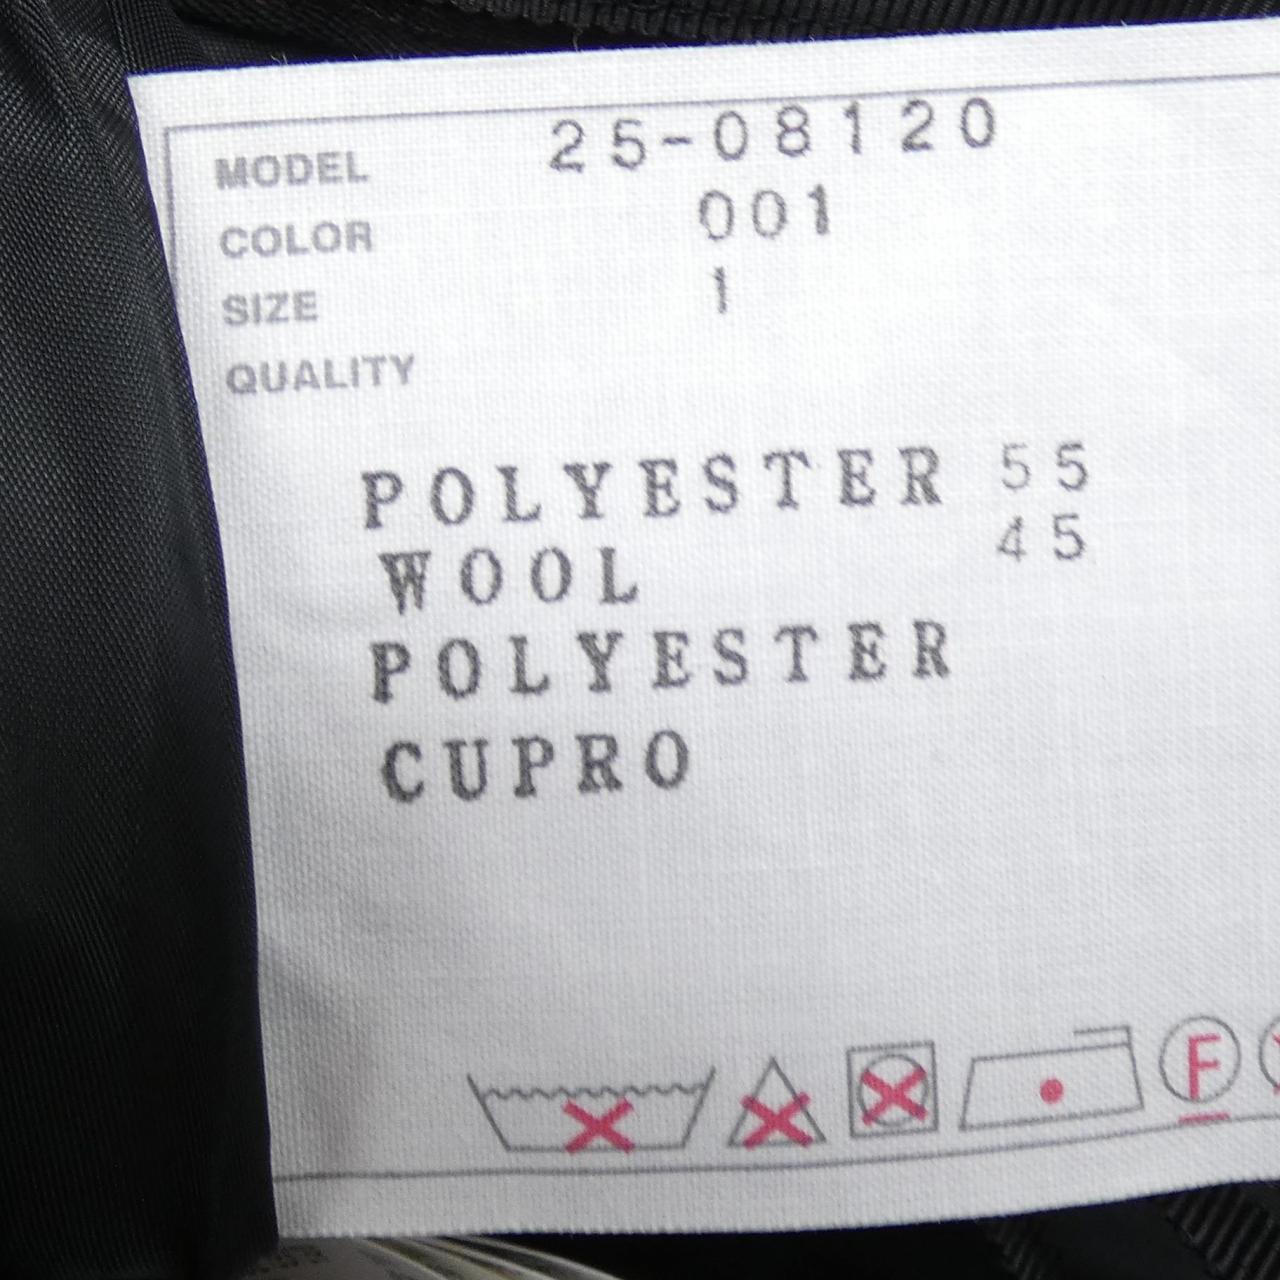 MODEL 25-08120
COLOR 001
SIZE 1
QUALITY
POLYESTER 55
WOOL 45
POLYESTER
CUPRO
F